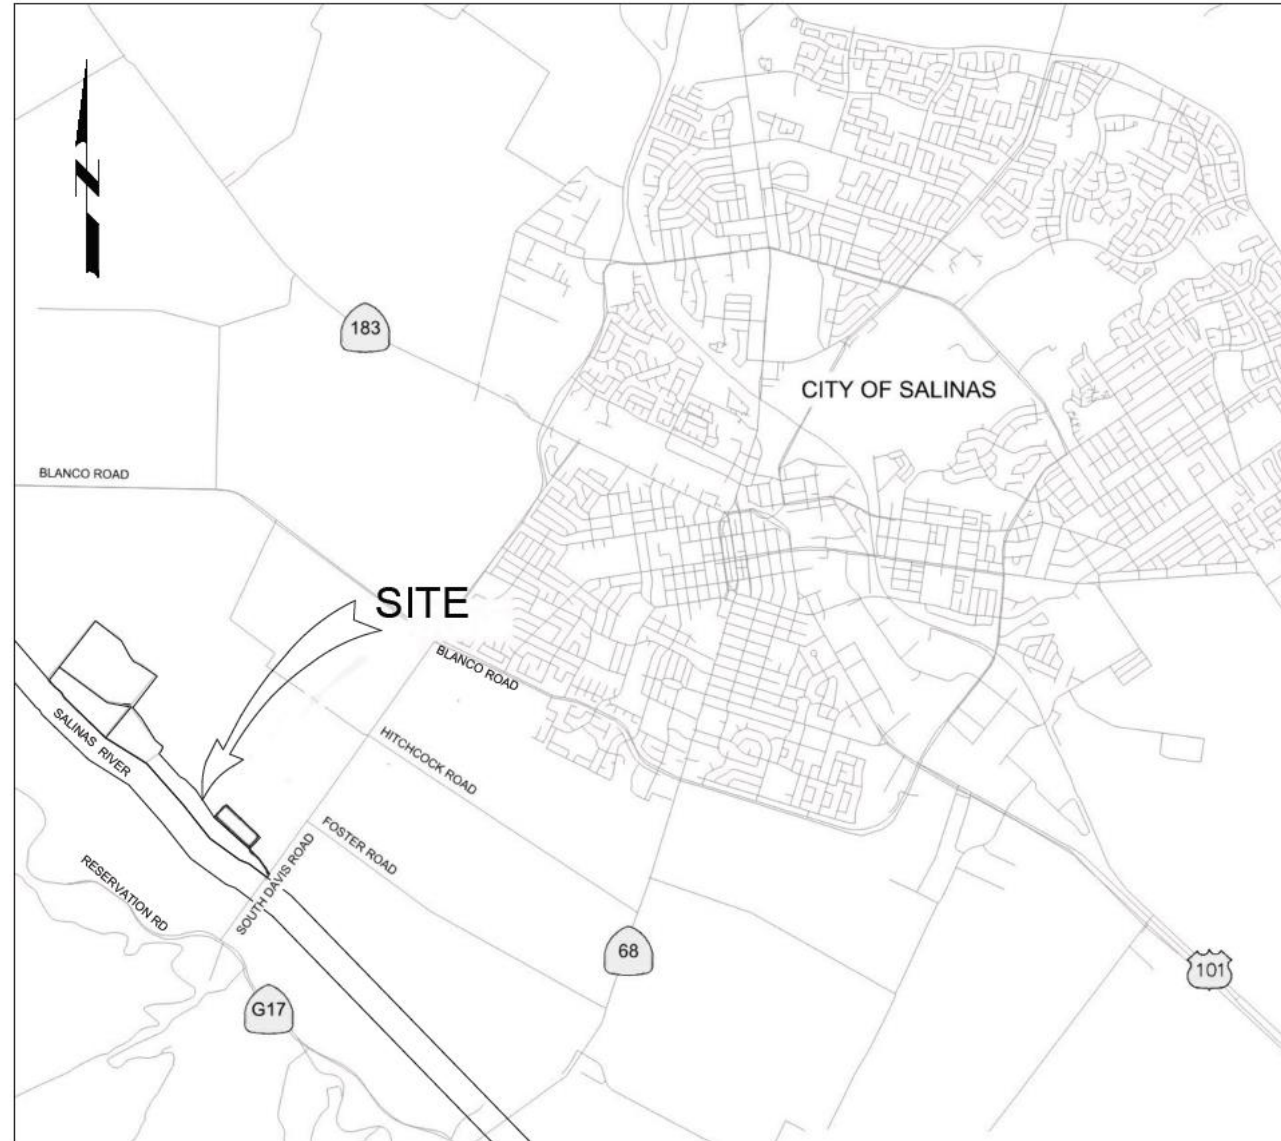 N
183
CITY OF SALINAS
BLANCO ROAD
SITE
BLANCO ROAD
SALINAS RIVER
HITCHCOCK ROAD
FOSTER ROAD
SOUTH DAVIS ROAD
RESERVATION RD
68
101
G17